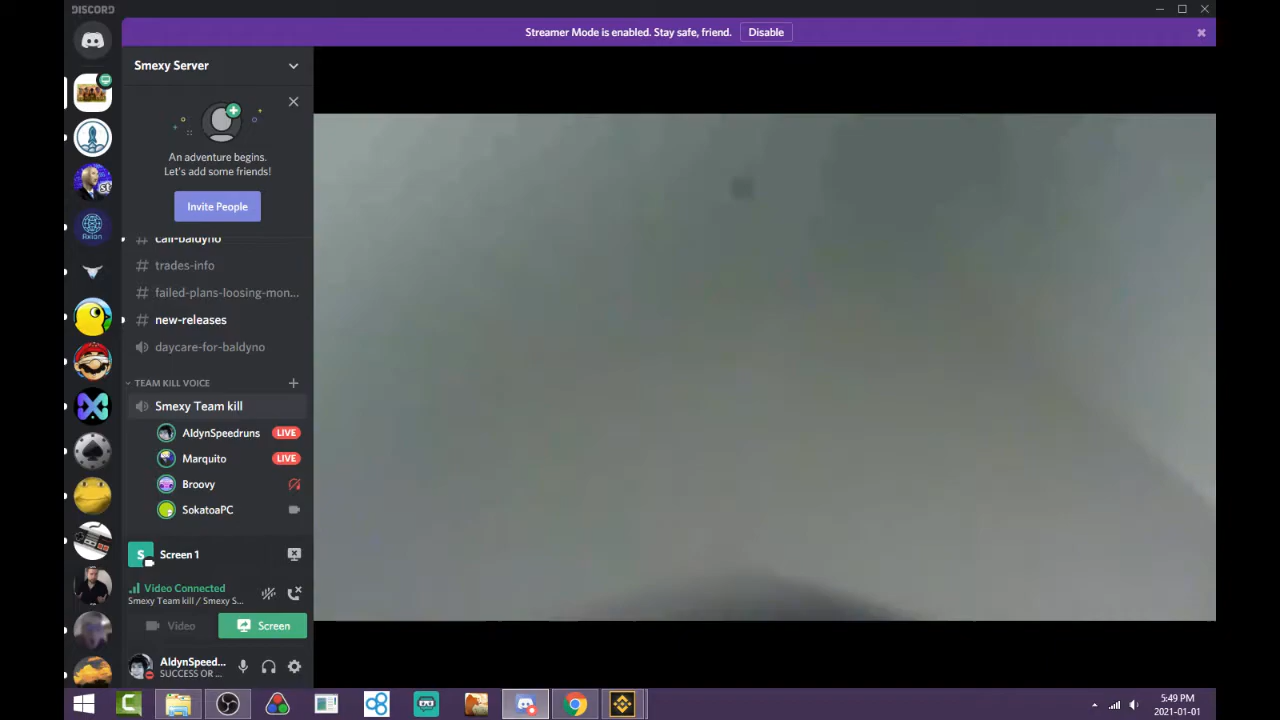 DISCORD
Streamer Mode is enabled. Stay safe, friend.
Disable
Smexy Server
An adventure begins.
Let's add some friends!
Invite People
call-baldyno
trades-info
failed-plans-loosing-mon...
new-releases
daycare-for-baldyno
TEAM KILL VOICE
Smexy Team kill
AldynSpeedruns LIVE
Marquito LIVE
Broovy
SokatoaPC
S Screen 1
Video Connected
Smexy Team kill / Smexy S...
Video
Screen
AldynSpeed...
SUCCESS OR ...
5:49 PM
2021-01-01